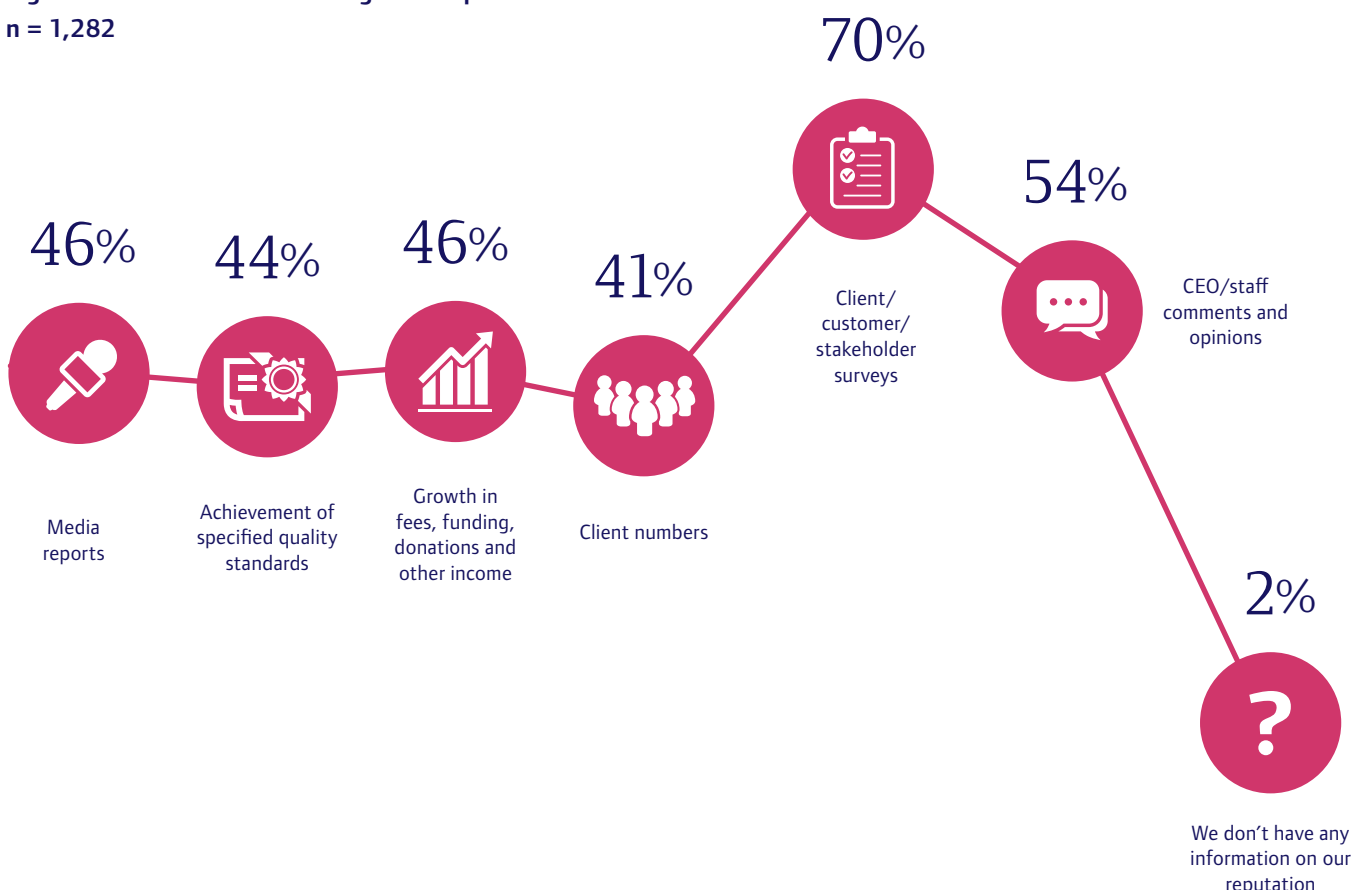 n = 1,282
46%
Media
reports
44%
Achievement of
specified quality
standards
46%
Growth in
fees, funding,
donations and
other income
41%
Client numbers
70%
Client/
customer/
stakeholder
surveys
54%
CEO/staff
comments and
opinions
2%
?
We don't have any
information on our
reputation